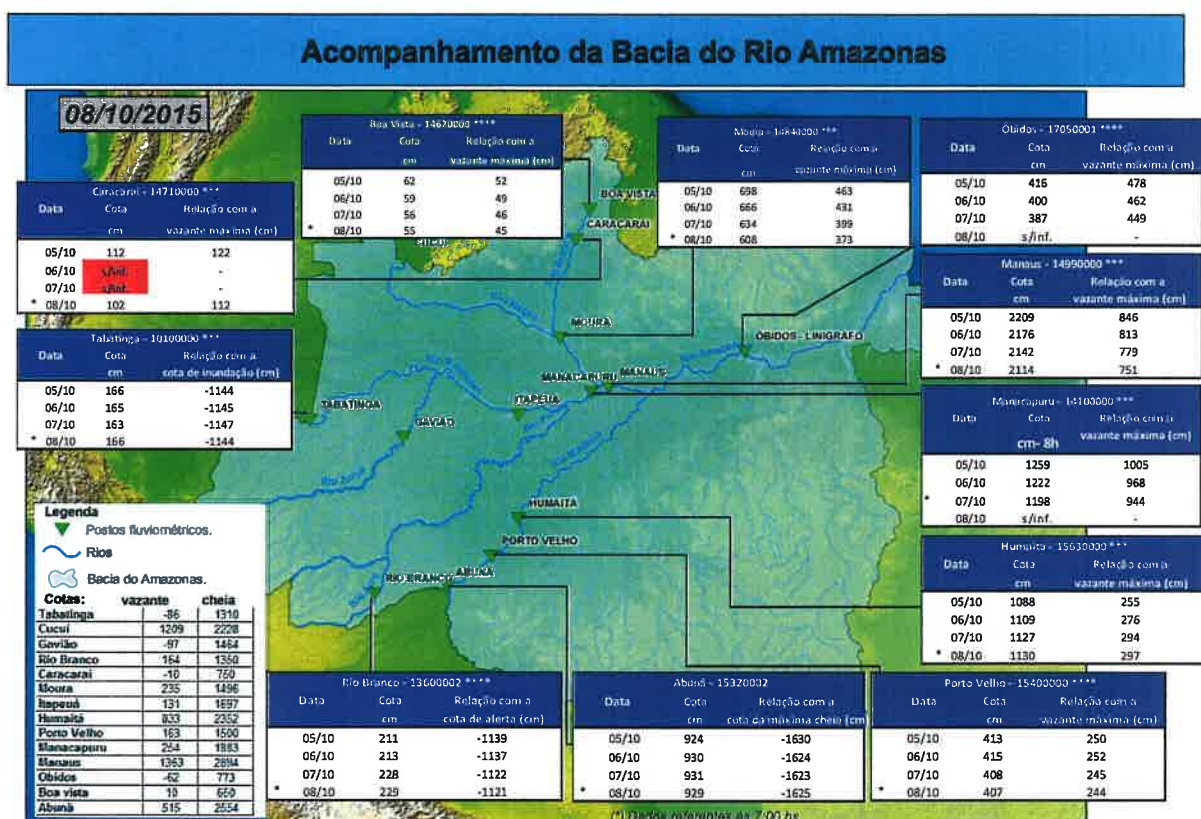 Acompanhamento da Bacia do Rio Amazonas
08/10/2015
Boa Vista - 14620000 ****
Data Cota Relação com a
cm vazante máxima (cm)
05/10 62 52
06/10 59 49
07/10 56 46
* 08/10 55 45
Moura - 14840000 ***
Data Cota Relação com a
cm vazante máxima (cm)
05/10 698 463
06/10 666 431
07/10 634 399
* 08/10 608 373
Óbidos - 17050001 ****
Data Cota Relação com a
cm vazante máxima (cm)
05/10 416 478
06/10 400 462
07/10 387 449
08/10 s/inf. -
Caracaraí - 14710000 ***
Data Cota Relação com a
cm vazante máxima (cm)
05/10 112 122
06/10 s/inf. -
07/10 s/inf. -
* 08/10 102 112
Manaus - 14990000 ***
Data Cota Relação com a
cm vazante máxima (cm)
05/10 2209 846
06/10 2176 813
07/10 2142 779
* 08/10 2114 751
Tabatinga - 10100000 ***
Data Cota Relação com a
cm cota de inundação (cm)
05/10 166 -1144
06/10 165 -1145
07/10 163 -1147
* 08/10 166 -1144
Manacapuru - 14100000 ***
Data Cota Relação com a
cm- 8h vazante máxima (cm)
05/10 1259 1005
06/10 1222 968
* 07/10 1198 944
08/10 s/inf. -
Humaita - 15630000 ***
Data Cota Relação com a
cm vazante máxima (cm)
05/10 1088 255
06/10 1109 276
07/10 1127 294
* 08/10 1130 297
BOA VISTA
CARACARAI
CUCUI
MOURA
ÓBIDOS - LINIGRAFO
MANACAPURU MANAUS
ITAPEUA
TABATINGA
GAVIAO
Rio Juruá
HUMAITA
PORTO VELHO
RIO BRANCO ABUNA
Legenda
Postos fluviométricos.
Rios
Bacia do Amazonas.
Cotas: vazante cheia
Tabatinga -86 1310
Cucuí 1209 2228
Gavião -97 1464
Rio Branco 164 1350
Caracarai -10 750
Moura 235 1496
Itapeuá 131 1697
Humaitá 833 2352
Porto Velho 163 1500
Manacapuru 254 1983
Manaus 1363 2894
Obidos -62 773
Boa vista 10 650
Abunã 515 2554
Rio Branco - 13600002 ****
Data Cota Relação com a
cm cota de alerta (cm)
05/10 211 -1139
06/10 213 -1137
07/10 228 -1122
* 08/10 229 -1121
Abunã - 15320002
Data Cota Relação com a
cm cota da máxima cheia (cm)
05/10 924 -1630
06/10 930 -1624
07/10 931 -1623
* 08/10 929 -1625
Porto Velho - 15400000 ****
Data Cota Relação com a
cm vazante máxima (cm)
05/10 413 250
06/10 415 252
07/10 408 245
* 08/10 407 244
(*) Dados referentes às 7:00 hs